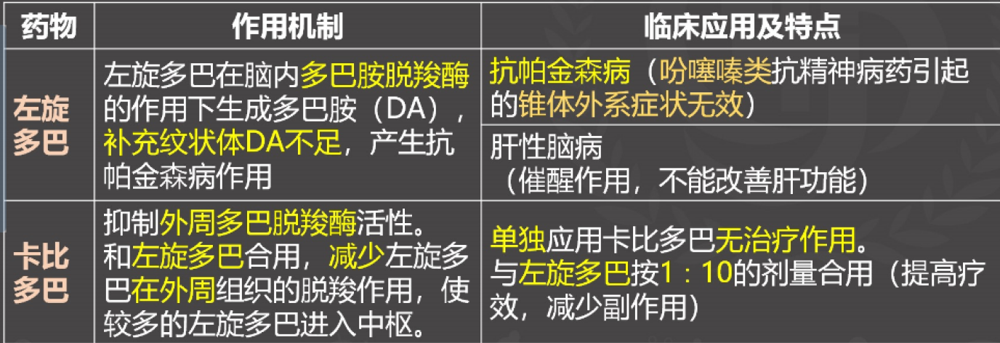 药物
作用机制
临床应用及特点
左旋
多巴
左旋多巴在脑内多巴胺脱羧酶
的作用下生成多巴胺（DA），
补充纹状体DA不足，产生抗
帕金森病作用
抗帕金森病（吩噻嗪类抗精神病药引起
的锥体外系症状无效）
肝性脑病
（催醒作用，不能改善肝功能）
卡比
多巴
抑制外周多巴脱羧酶活性。
和左旋多巴合用，减少左旋多
巴在外周组织的脱羧作用，使
较多的左旋多巴进入中枢。
单独应用卡比多巴无治疗作用。
与左旋多巴按1：10的剂量合用（提高疗
效，减少副作用）